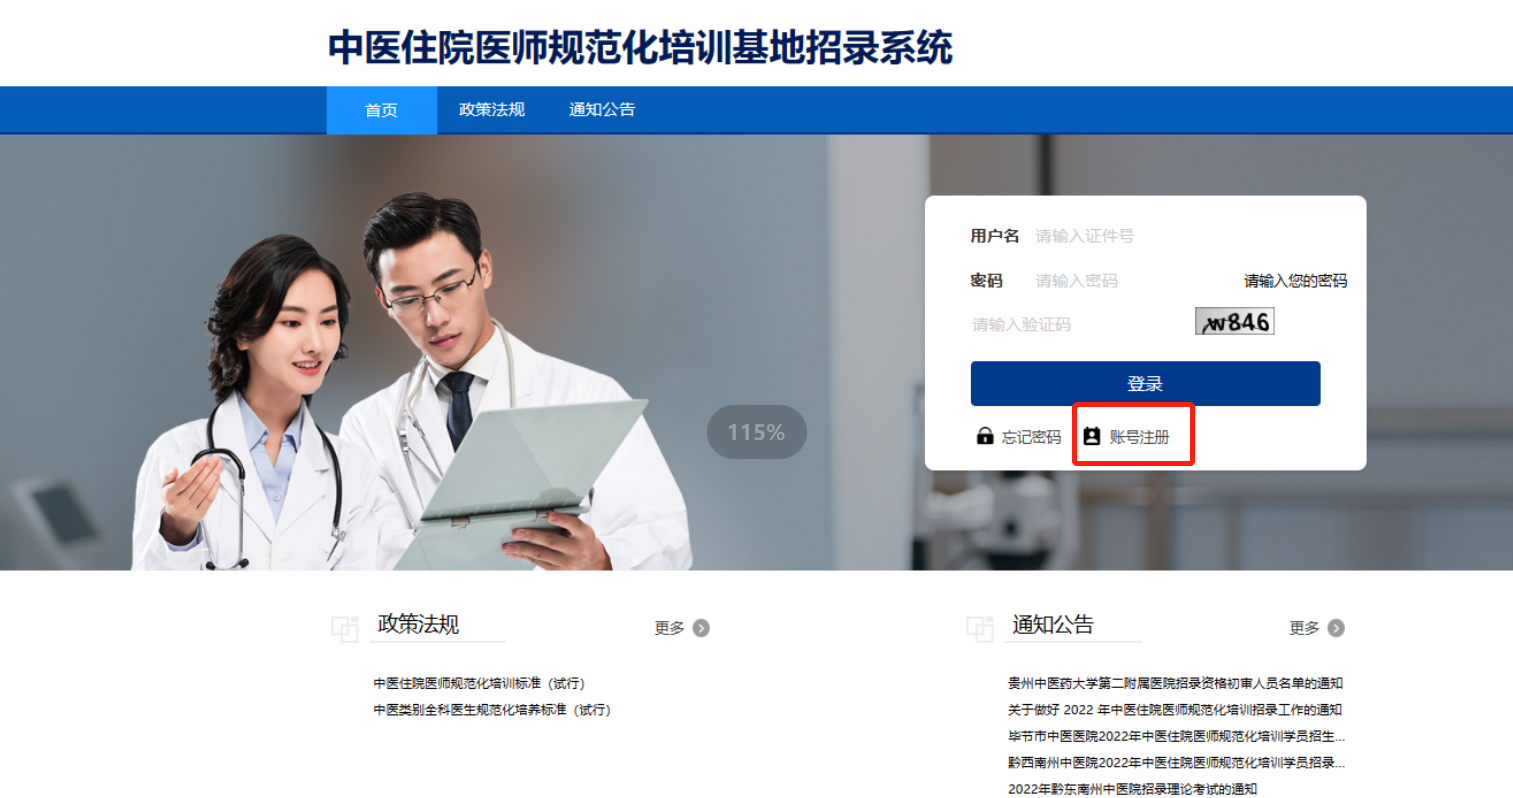 中医住院医师规范化培训基地招录系统
首页 政策法规 通知公告
用户名 请输入证件号
密码 请输入密码 请输入您的密码
请输入验证码 w846
登录
忘记密码 账号注册
115%
政策法规 更多
中医住院医师规范化培训标准（试行）
中医类别全科医生规范化培养标准（试行）
通知公告 更多
贵州中医药大学第二附属医院招录资格初审人员名单的通知
关于做好 2022 年中医住院医师规范化培训招录工作的通知
毕节市中医医院2022年中医住院医师规范化培训学员招生...
黔西南州中医院2022年中医住院医师规范化培训学员招录...
2022年黔东南州中医院招录理论考试的通知